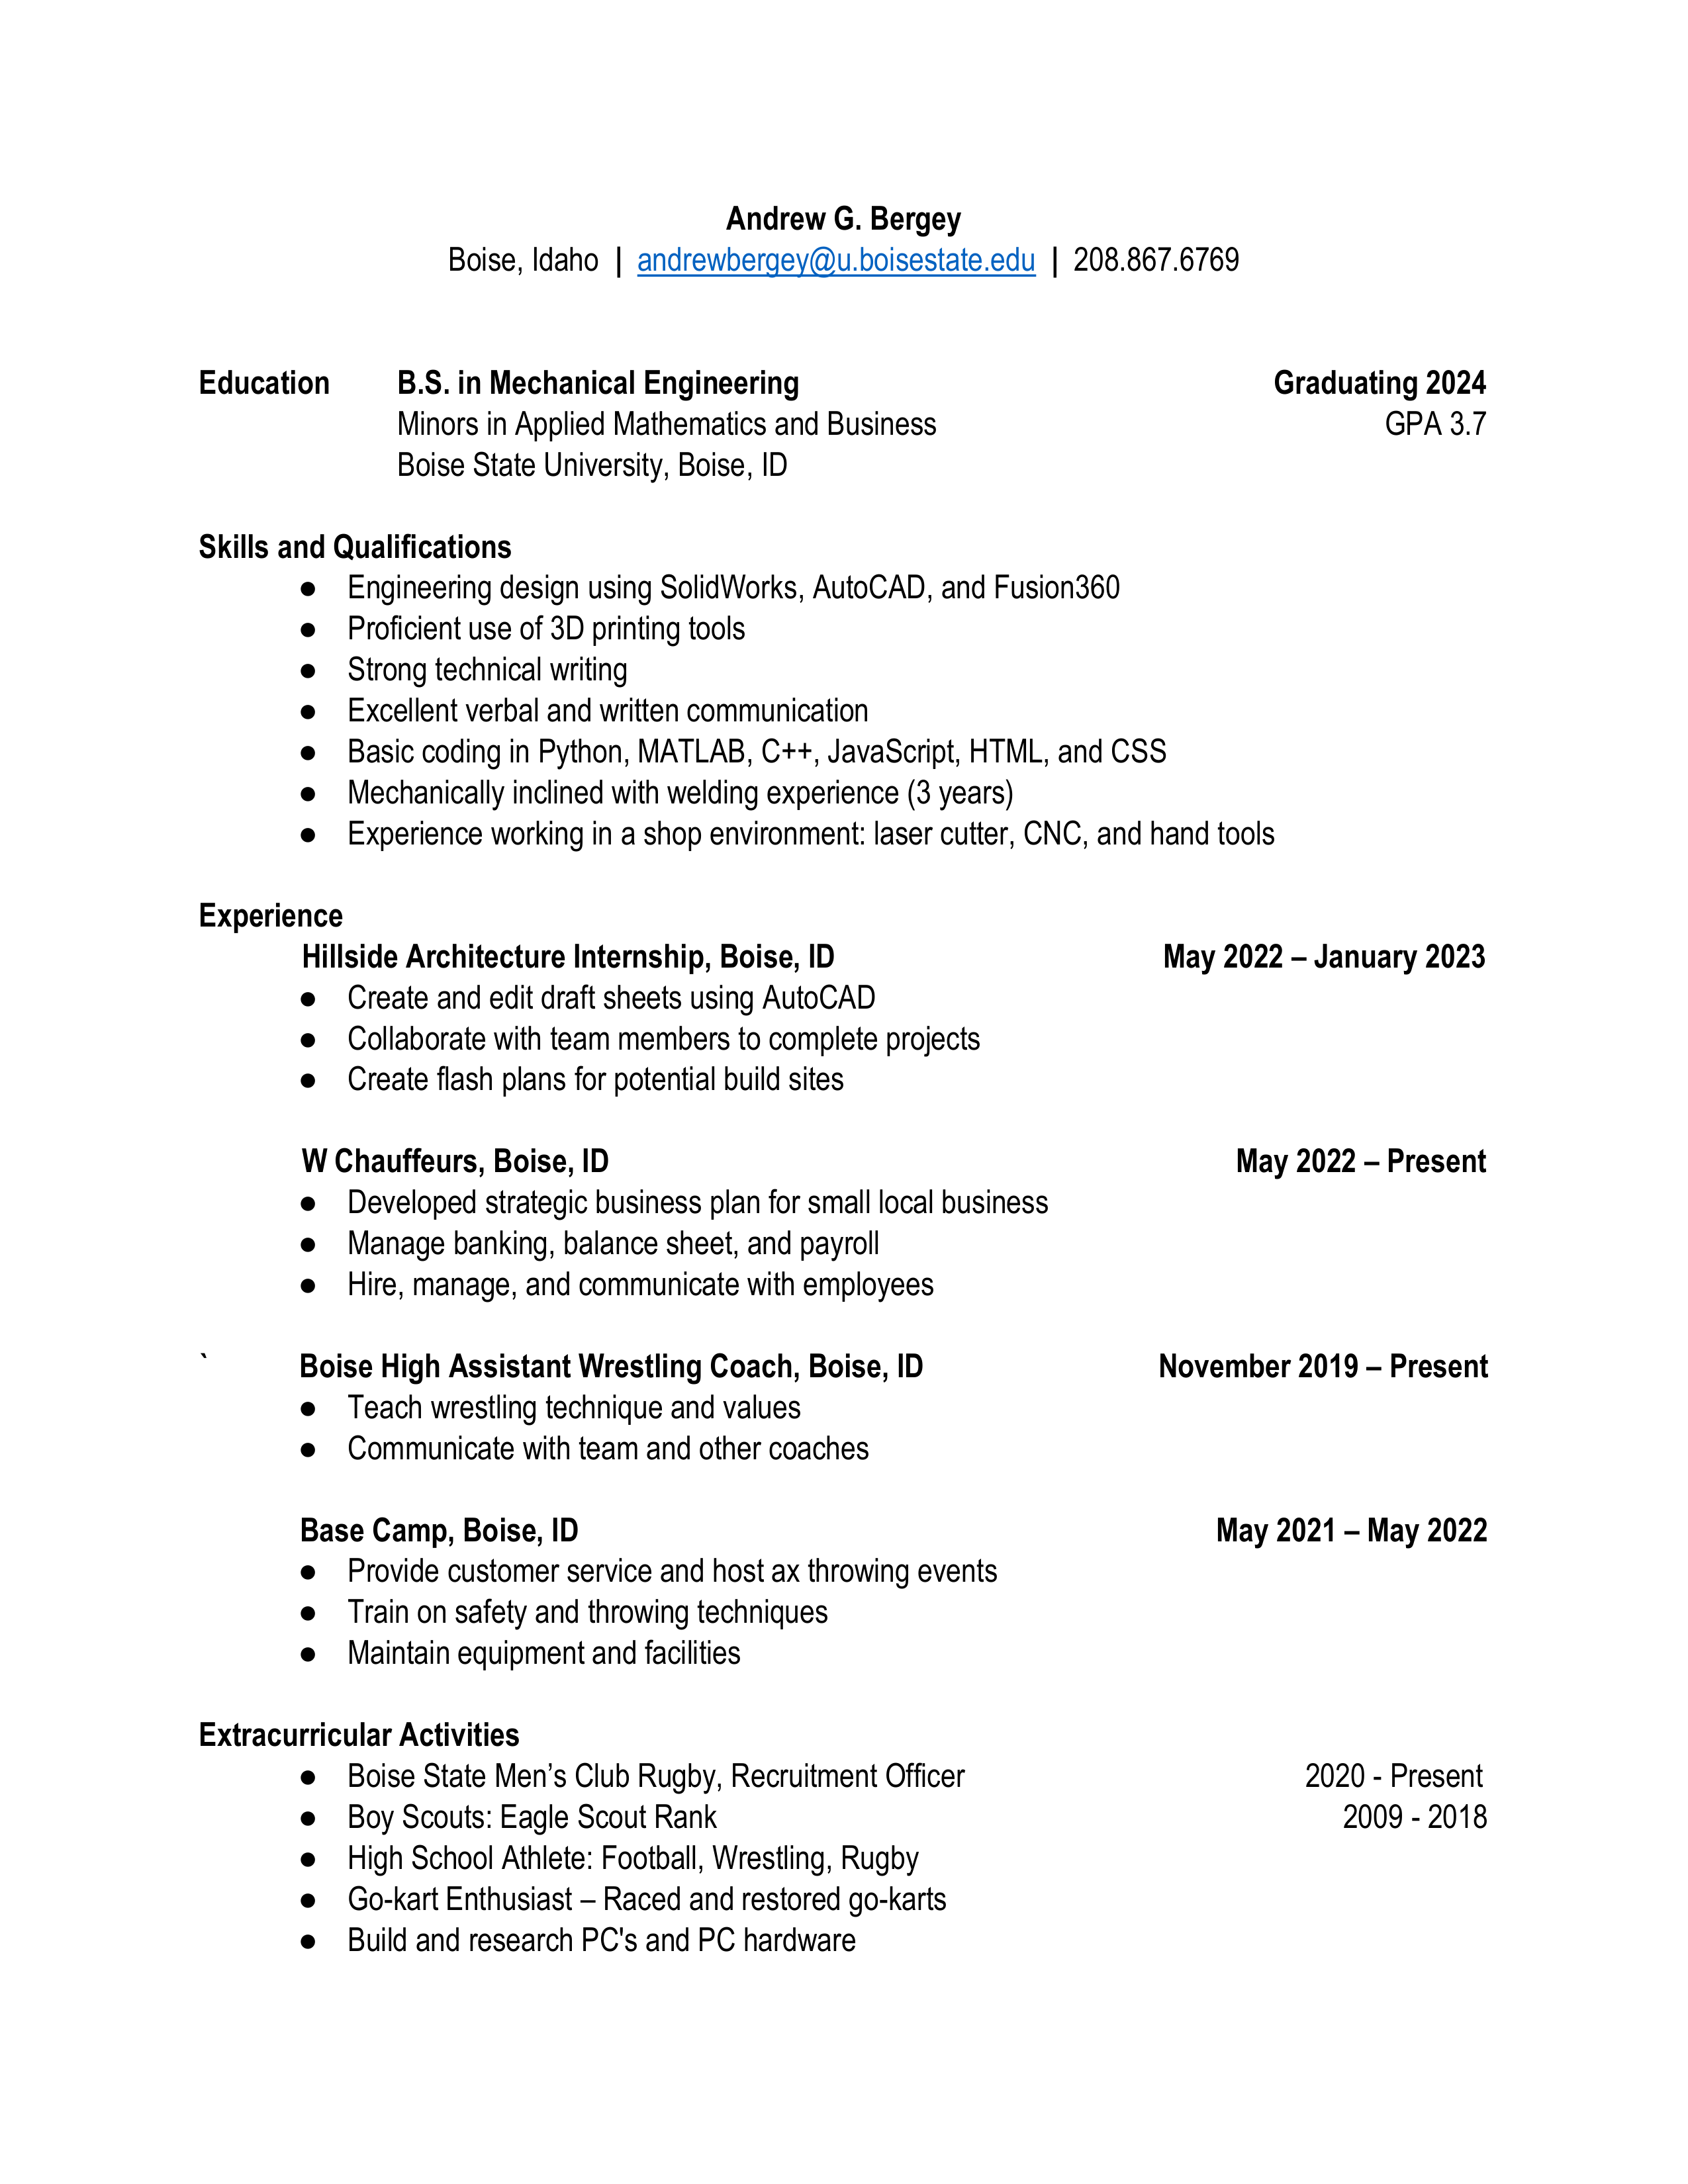 Andrew G. Bergey
Boise, Idaho | andrewbergey@u.boisestate.edu | 208.867.6769
Education B.S. in Mechanical Engineering Graduating 2024
Minors in Applied Mathematics and Business GPA 3.7
Boise State University, Boise, ID
Skills and Qualifications
● Engineering design using SolidWorks, AutoCAD, and Fusion360
● Proficient use of 3D printing tools
● Strong technical writing
● Excellent verbal and written communication
● Basic coding in Python, MATLAB, C++, JavaScript, HTML, and CSS
● Mechanically inclined with welding experience (3 years)
● Experience working in a shop environment: laser cutter, CNC, and hand tools
Experience
Hillside Architecture Internship, Boise, ID May 2022 – January 2023
● Create and edit draft sheets using AutoCAD
● Collaborate with team members to complete projects
● Create flash plans for potential build sites
W Chauffeurs, Boise, ID May 2022 – Present
● Developed strategic business plan for small local business
● Manage banking, balance sheet, and payroll
● Hire, manage, and communicate with employees
` Boise High Assistant Wrestling Coach, Boise, ID November 2019 – Present
● Teach wrestling technique and values
● Communicate with team and other coaches
Base Camp, Boise, ID May 2021 – May 2022
● Provide customer service and host ax throwing events
● Train on safety and throwing techniques
● Maintain equipment and facilities
Extracurricular Activities
● Boise State Men’s Club Rugby, Recruitment Officer 2020 - Present
● Boy Scouts: Eagle Scout Rank 2009 - 2018
● High School Athlete: Football, Wrestling, Rugby
● Go-kart Enthusiast – Raced and restored go-karts
● Build and research PC's and PC hardware